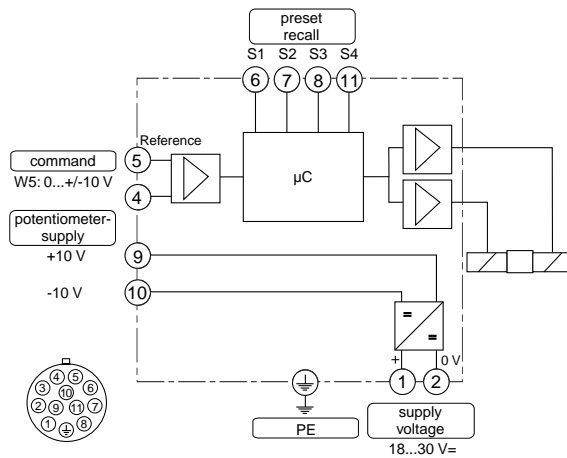 preset
recall
S1 S2 S3 S4
6 7 8 11
Reference
5
command
W5: 0...+/-10 V
4
µC
potentiometer-
supply
+10 V
9
-10 V
10
=
=
+ 0 V
1 2
PE
supply
voltage
18...30 V=
4 5
3 10 6
2 9 11 7
1 8